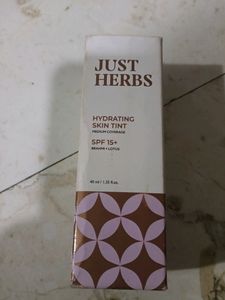 JUST
HERBS
HYDRATING
SKIN TINT
MEDIUM COVERAGE
SPF 15+
BRAHMI + LOTUS
40 ml / 1.35 fl.oz.